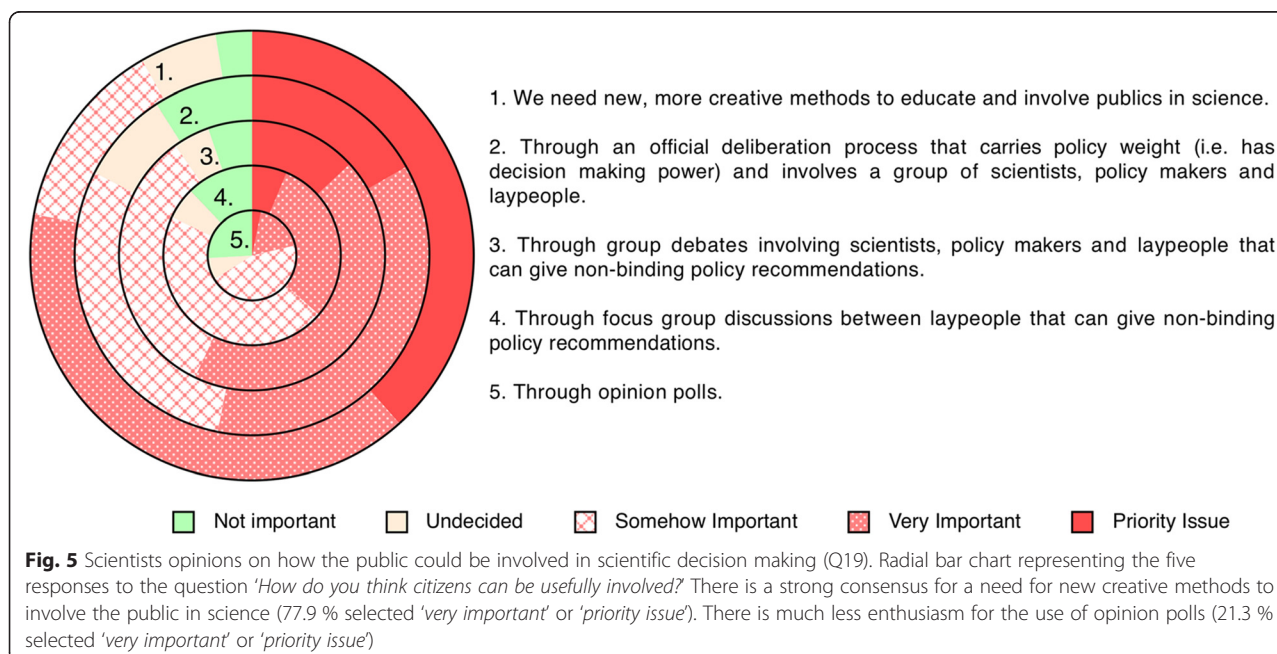 1.
2.
3.
4.
5.
1. We need new, more creative methods to educate and involve publics in science.
2. Through an official deliberation process that carries policy weight (i.e. has
decision making power) and involves a group of scientists, policy makers and
laypeople.
3. Through group debates involving scientists, policy makers and laypeople that
can give non-binding policy recommendations.
4. Through focus group discussions between laypeople that can give non-binding
policy recommendations.
5. Through opinion polls.
Not important Undecided Somehow Important Very Important Priority Issue
Fig. 5 Scientists opinions on how the public could be involved in scientific decision making (Q19). Radial bar chart representing the five
responses to the question ‘How do you think citizens can be usefully involved?’ There is a strong consensus for a need for new creative methods to
involve the public in science (77.9 % selected ‘very important’ or ‘priority issue’). There is much less enthusiasm for the use of opinion polls (21.3 %
selected ‘very important’ or ‘priority issue’)